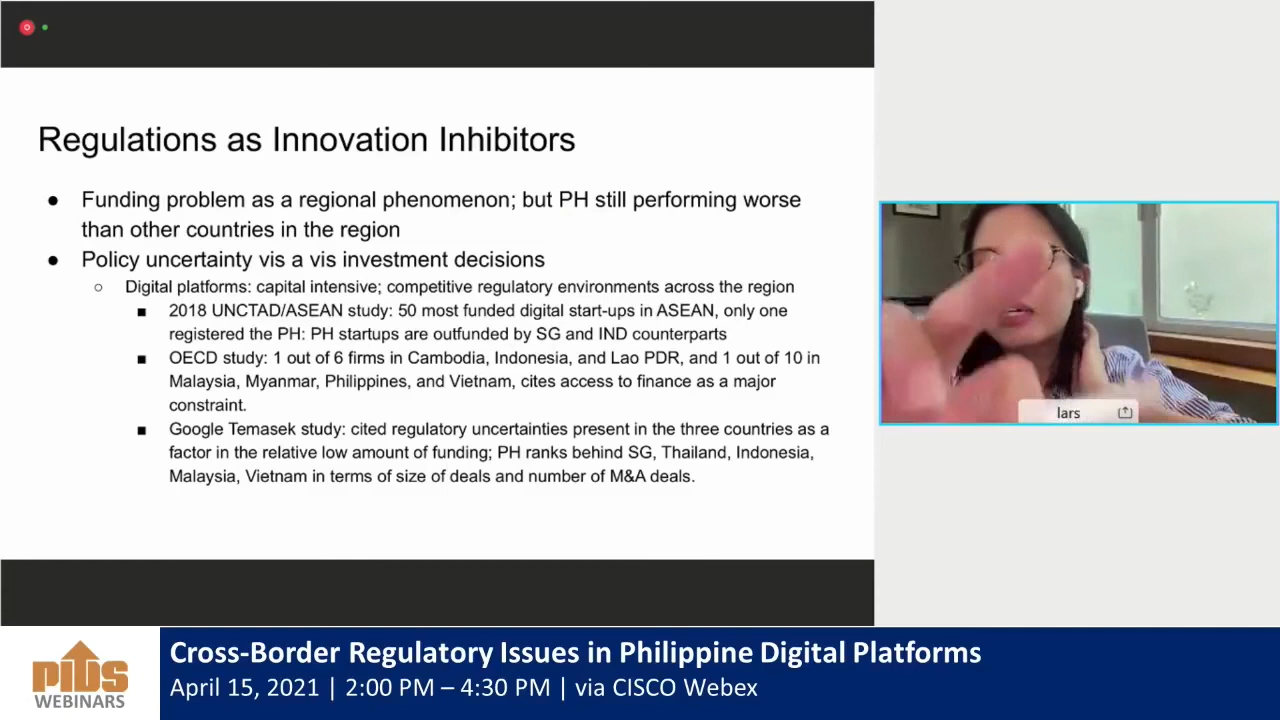 Regulations as Innovation Inhibitors
● Funding problem as a regional phenomenon; but PH still performing worse
than other countries in the region
● Policy uncertainty vis a vis investment decisions
○ Digital platforms: capital intensive; competitive regulatory environments across the region
■ 2018 UNCTAD/ASEAN study: 50 most funded digital start-ups in ASEAN, only one
registered the PH: PH startups are outfunded by SG and IND counterparts
■ OECD study: 1 out of 6 firms in Cambodia, Indonesia, and Lao PDR, and 1 out of 10 in
Malaysia, Myanmar, Philippines, and Vietnam, cites access to finance as a major
constraint.
■ Google Temasek study: cited regulatory uncertainties present in the three countries as a
factor in the relative low amount of funding; PH ranks behind SG, Thailand, Indonesia,
Malaysia, Vietnam in terms of size of deals and number of M&A deals.
lars
PIDS
WEBINARS
Cross-Border Regulatory Issues in Philippine Digital Platforms
April 15, 2021 | 2:00 PM – 4:30 PM | via CISCO Webex